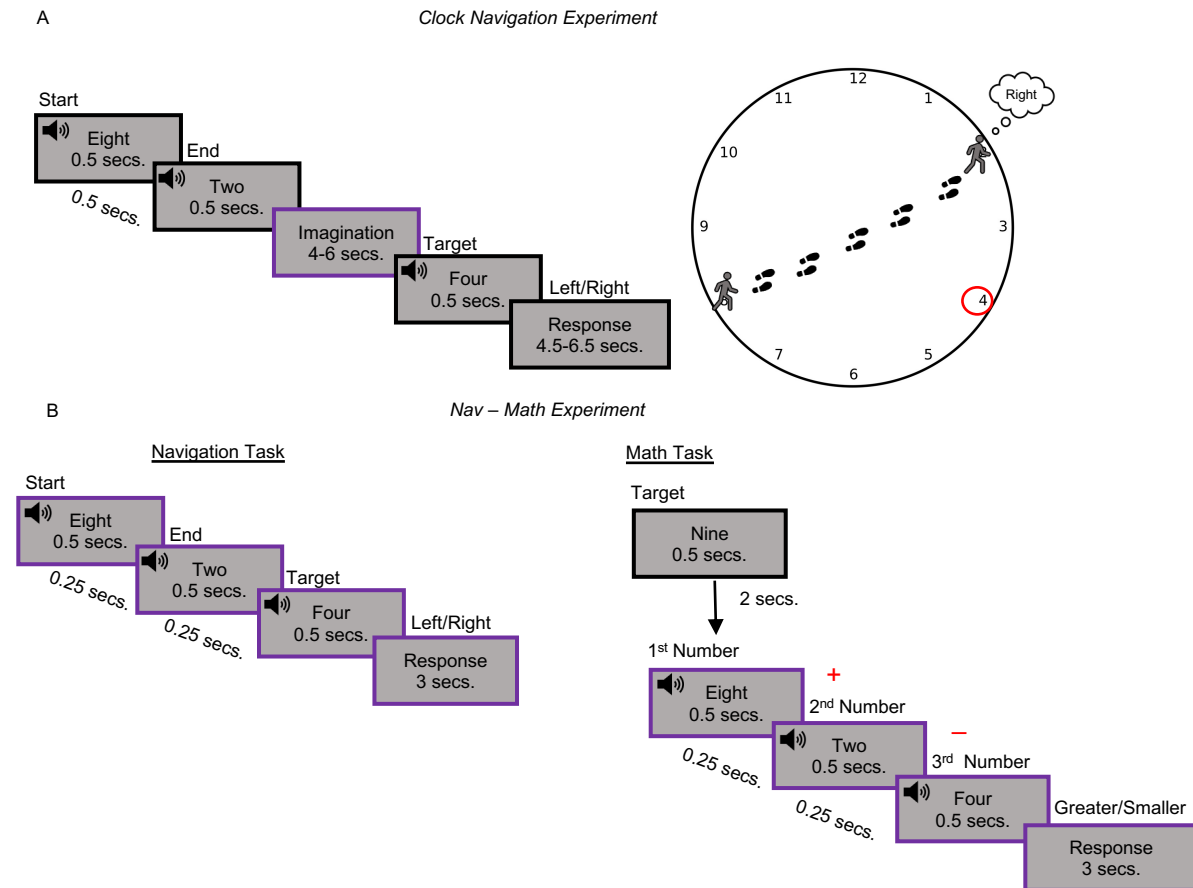 A
Clock Navigation Experiment
Start
Eight
0.5 secs.
0.5 secs.
End
Two
0.5 secs.
Imagination
4-6 secs.
Target
Four
0.5 secs.
Left/Right
Response
4.5-6.5 secs.
Right
12
11
1
10
9
3
4
7
5
6
B
Nav – Math Experiment
Navigation Task
Start
Eight
0.5 secs.
0.25 secs.
End
Two
0.5 secs.
0.25 secs.
Target
Four
0.5 secs.
Left/Right
Response
3 secs.
Math Task
Target
Nine
0.5 secs.
2 secs.
1st Number
Eight
0.5 secs.
0.25 secs.
+
2nd Number
Two
0.5 secs.
0.25 secs.
–
3rd Number
Four
0.5 secs.
Greater/Smaller
Response
3 secs.